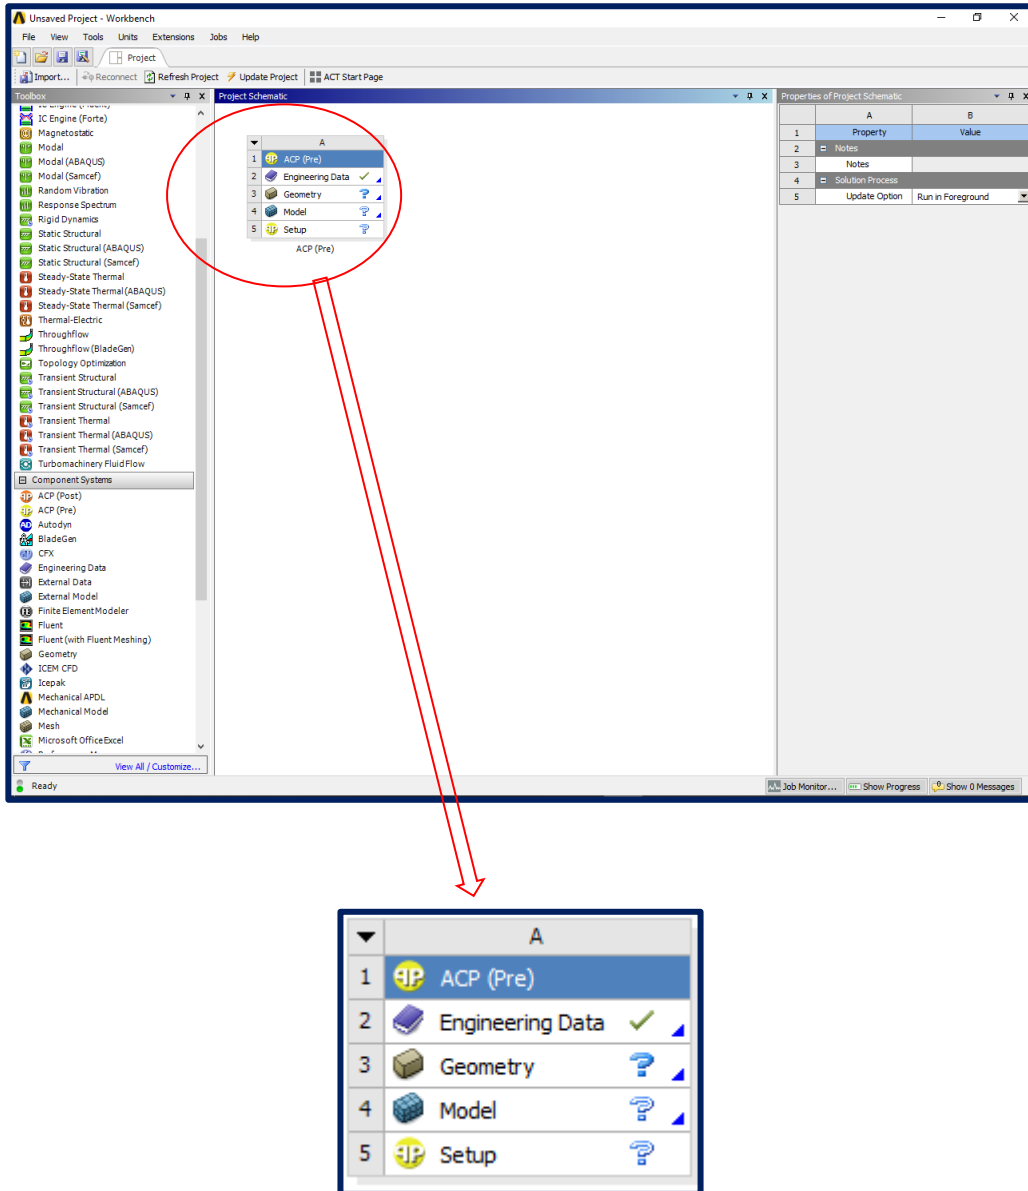 Unsaved Project - Workbench
File View Tools Units Extensions Jobs Help
Project
Import... Reconnect Refresh Project Update Project ACT Start Page
Toolbox
IC Engine (Forte)
Magnetostatic
Modal
Modal (ABAQUS)
Modal (Samcef)
Random Vibration
Response Spectrum
Rigid Dynamics
Static Structural
Static Structural (ABAQUS)
Static Structural (Samcef)
Steady-State Thermal
Steady-State Thermal (ABAQUS)
Steady-State Thermal (Samcef)
Thermal-Electric
Throughflow
Throughflow (BladeGen)
Topology Optimization
Transient Structural
Transient Structural (ABAQUS)
Transient Structural (Samcef)
Transient Thermal
Transient Thermal (ABAQUS)
Transient Thermal (Samcef)
Turbomachinery Fluid Flow
Component Systems
ACP (Post)
ACP (Pre)
Autodyn
BladeGen
CFX
Engineering Data
External Data
External Model
Finite Element Modeler
Fluent
Fluent (with Fluent Meshing)
Geometry
ICEM CFD
Icepak
Mechanical APDL
Mechanical Model
Mesh
Microsoft Office Excel
View All / Customize...
Project Schematic
A
1 ACP (Pre)
2 Engineering Data
3 Geometry
4 Model
5 Setup
ACP (Pre)
Properties of Project Schematic
A B
1 Property Value
2 Notes
3 Notes
4 Solution Process
5 Update Option Run in Foreground
Ready
Job Monitor... Show Progress Show 0 Messages
A
1 ACP (Pre)
2 Engineering Data
3 Geometry
4 Model
5 Setup